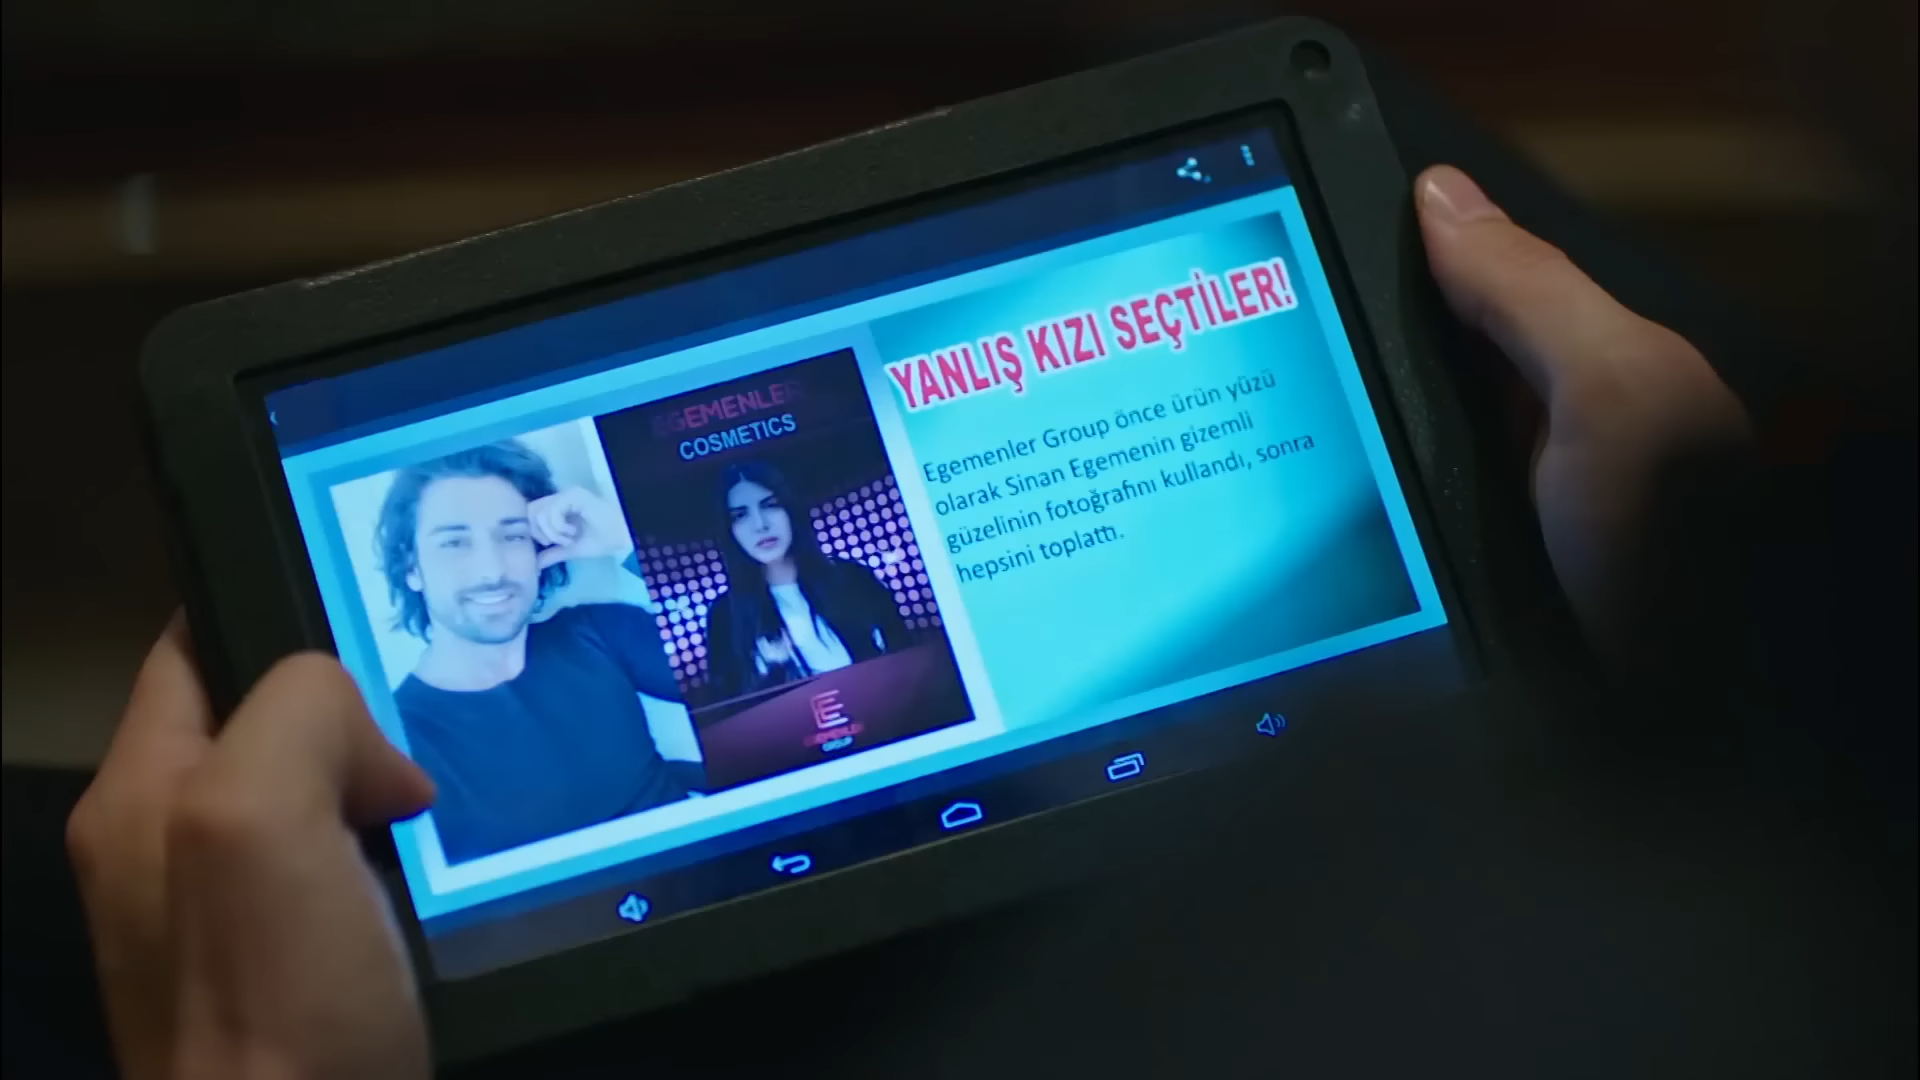 YANLIŞ KIZI SEÇTİLER!
EGEMENLER
COSMETICS
Egemenler Group önce ürün yüzü
olarak Sinan Egemenin gizemli
güzelinin fotoğrafını kullandı, sonra
hepsini toplattı.
E
GROUP